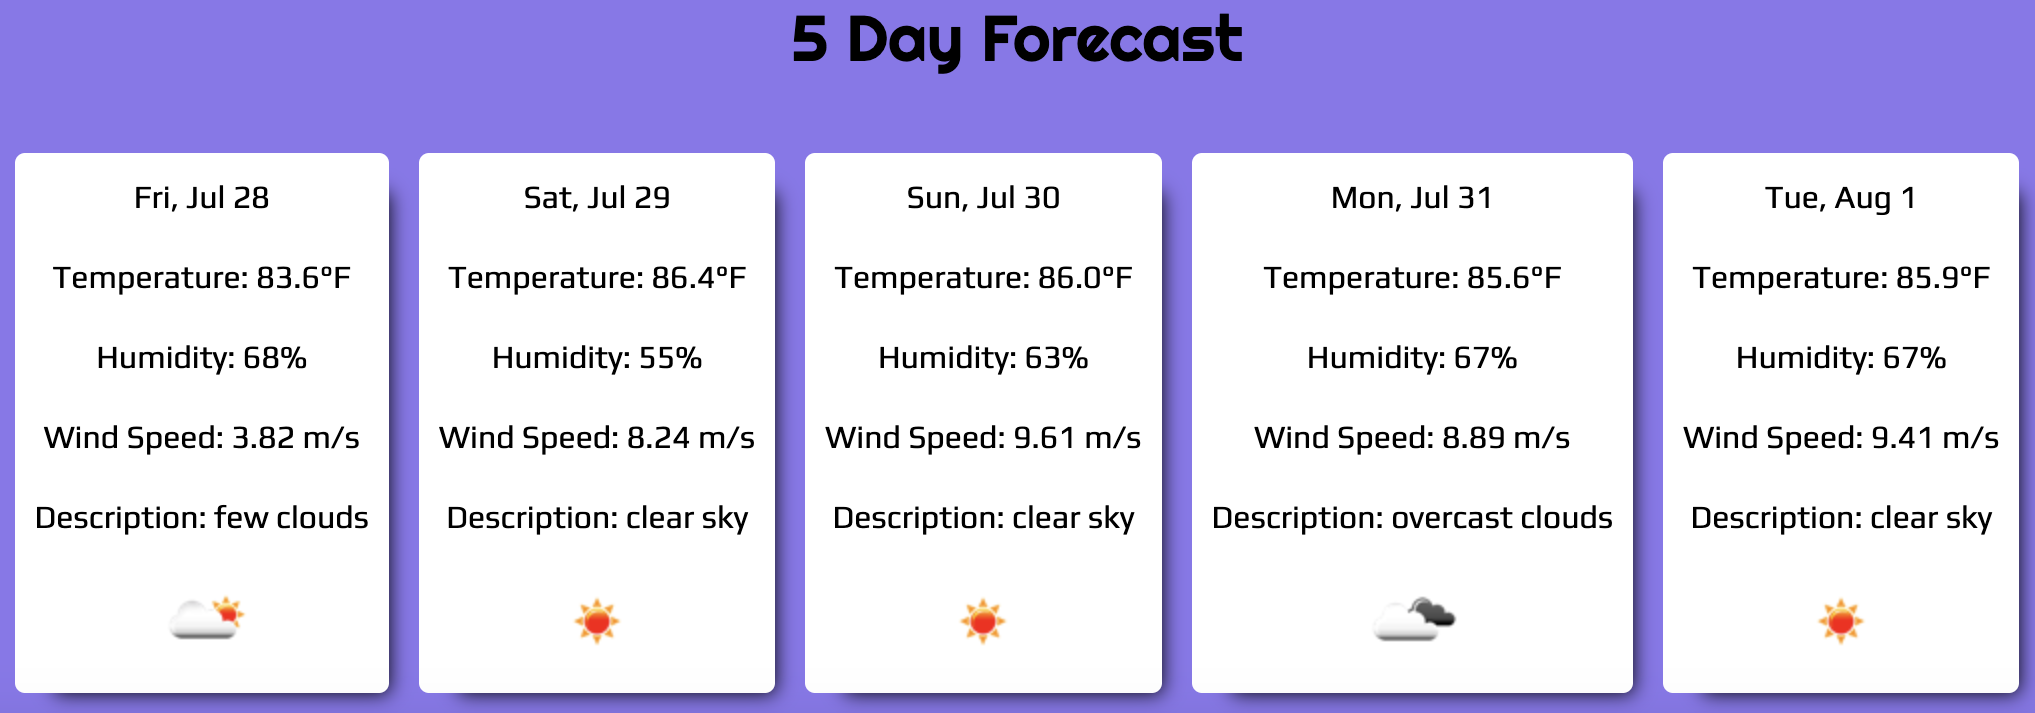 5 Day Forecast
Fri, Jul 28
Temperature: 83.6°F
Humidity: 68%
Wind Speed: 3.82 m/s
Description: few clouds
Sat, Jul 29
Temperature: 86.4°F
Humidity: 55%
Wind Speed: 8.24 m/s
Description: clear sky
Sun, Jul 30
Temperature: 86.0°F
Humidity: 63%
Wind Speed: 9.61 m/s
Description: clear sky
Mon, Jul 31
Temperature: 85.6°F
Humidity: 67%
Wind Speed: 8.89 m/s
Description: overcast clouds
Tue, Aug 1
Temperature: 85.9°F
Humidity: 67%
Wind Speed: 9.41 m/s
Description: clear sky